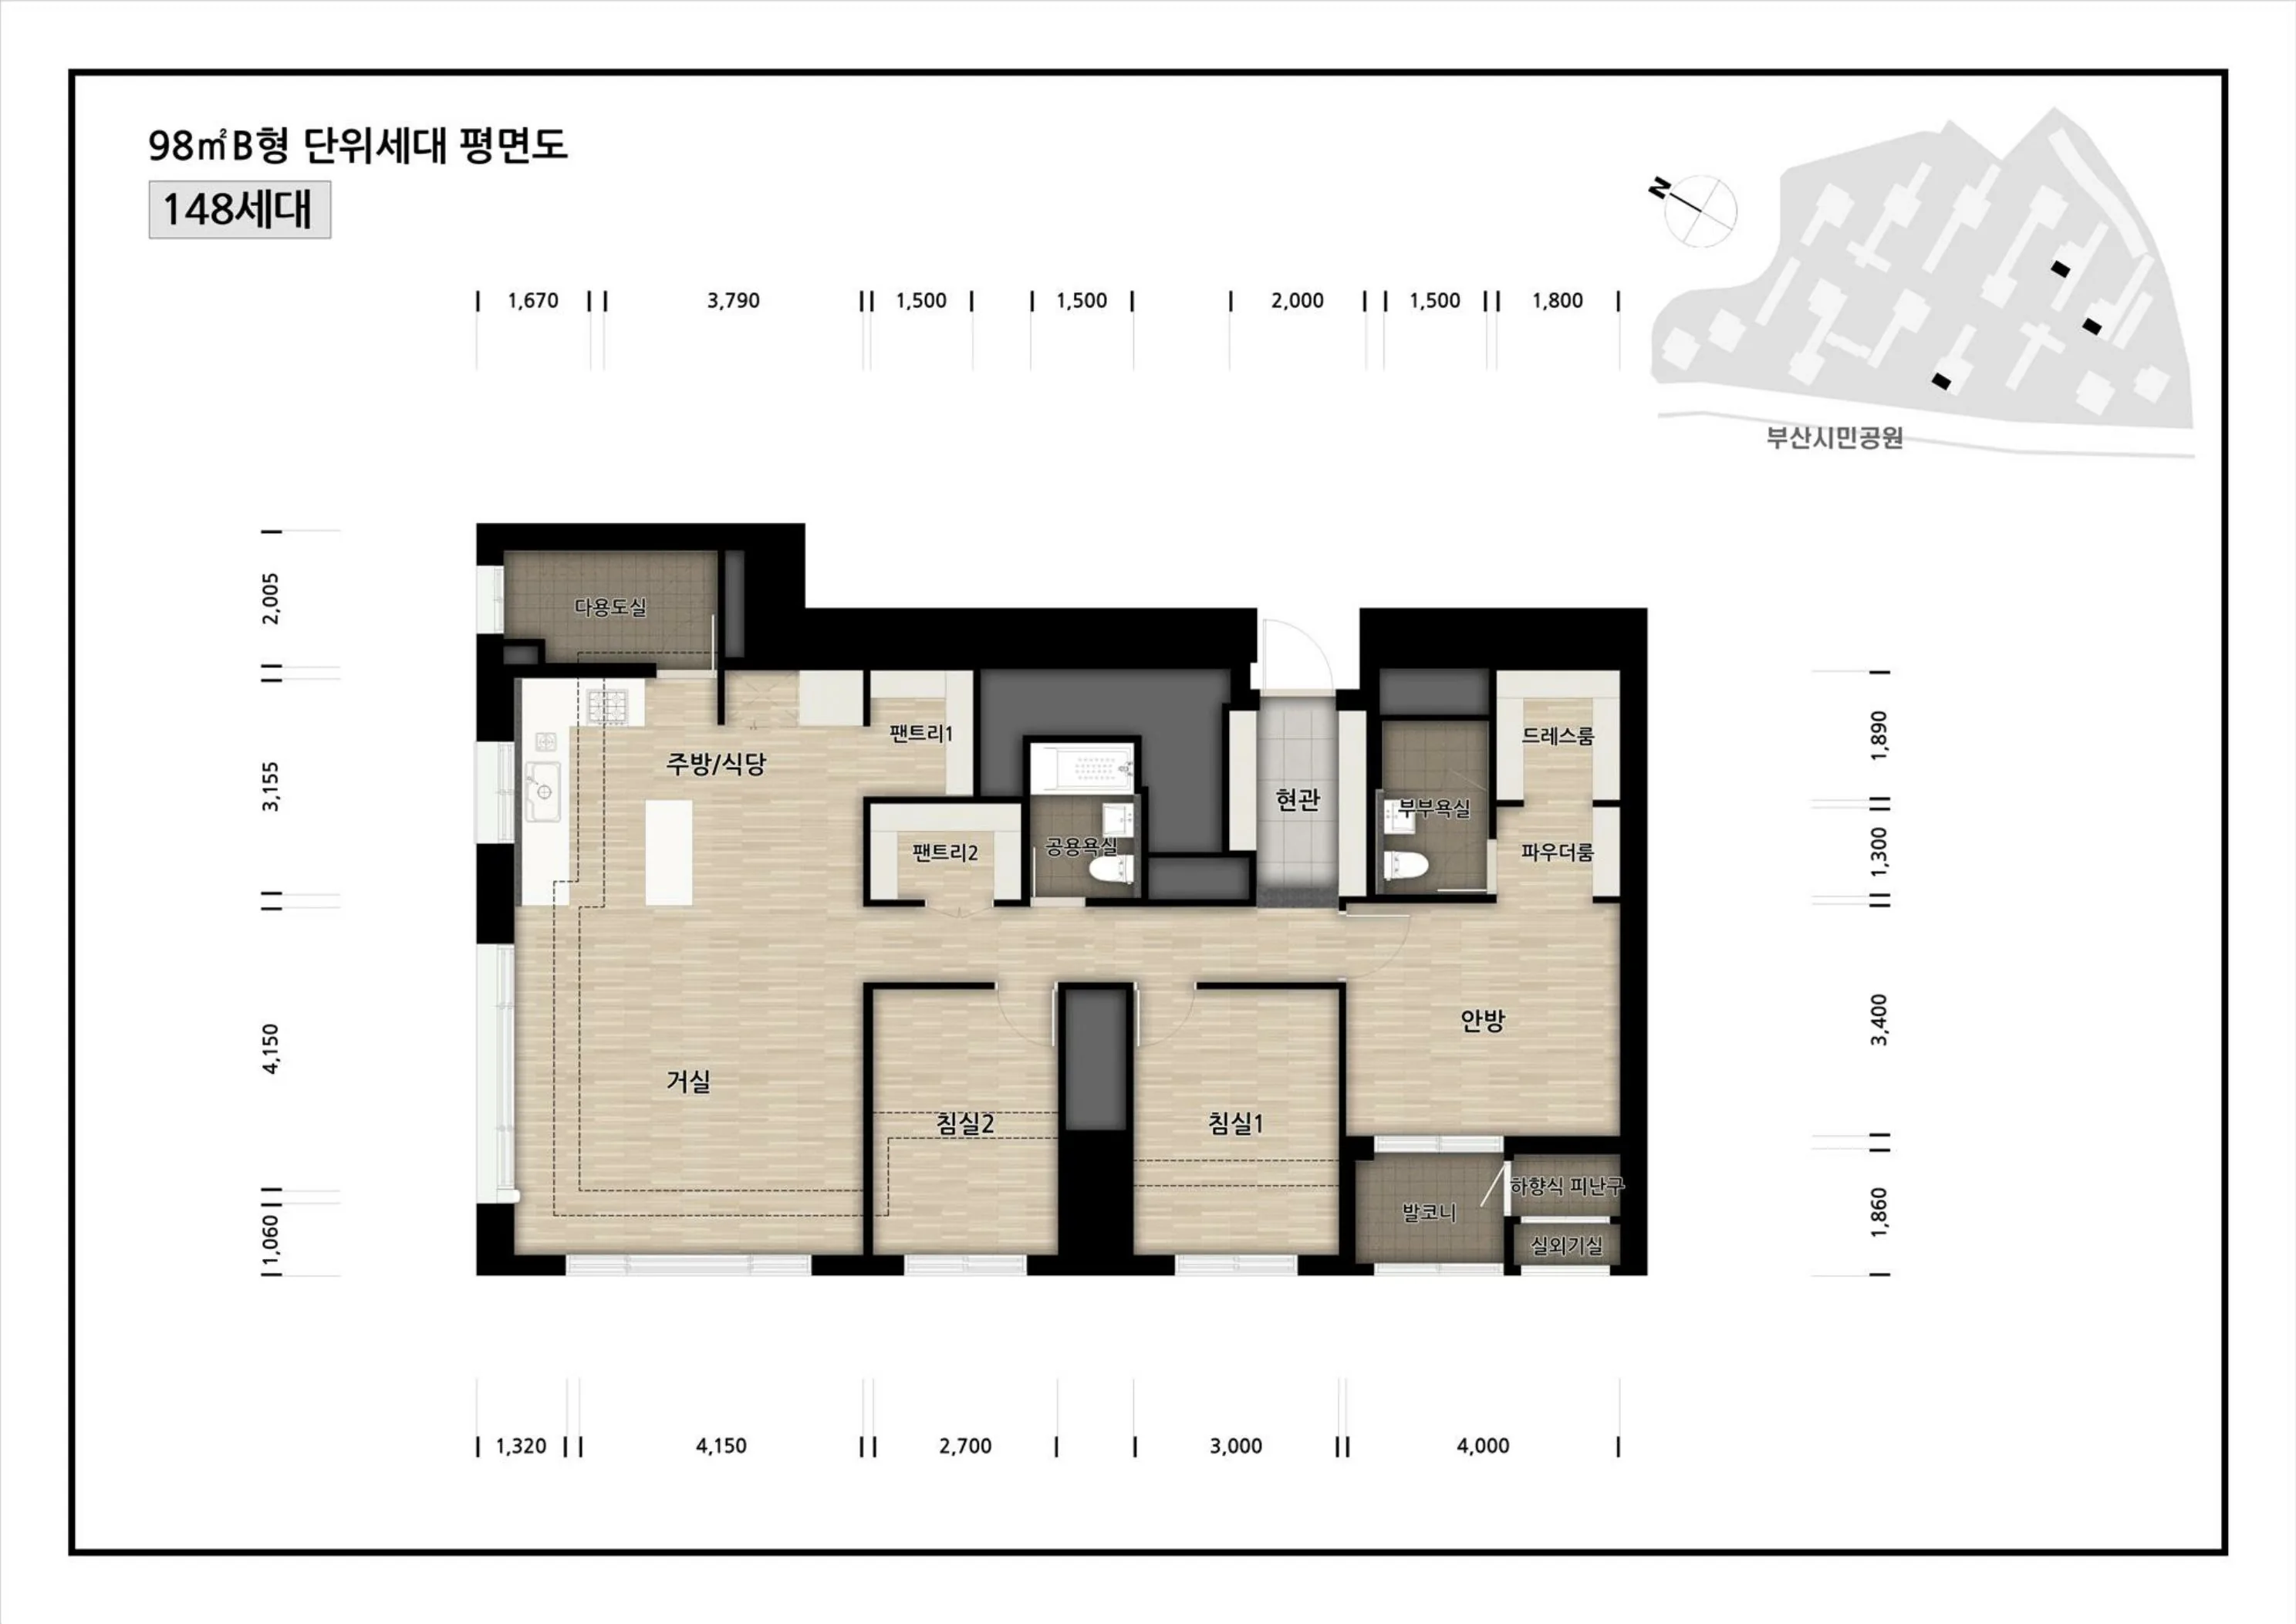 98㎡B형 단위세대 평면도
148세대
N
부산시민공원
1,670
3,790
1,500
1,500
2,000
1,500
1,800
2,005
3,155
4,150
1,060
1,890
1,300
3,400
1,860
다용도실
주방/식당
팬트리1
팬트리2
공용욕실
현관
부부욕실
드레스룸
파우더룸
거실
침실2
침실1
안방
발코니
하향식 피난구
실외기실
1,320
4,150
2,700
3,000
4,000